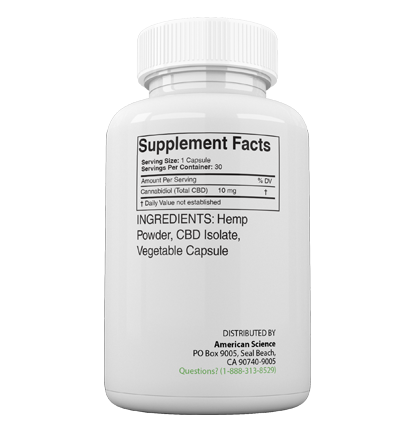 Supplement Facts
Serving Size: 1 Capsule
Servings Per Container: 30
Amount Per Serving % DV
Cannabidiol (Total CBD) 10 mg †
† Daily Value not established
INGREDIENTS: Hemp
Powder, CBD Isolate,
Vegetable Capsule
DISTRIBUTED BY
American Science
PO Box 9005, Seal Beach,
CA 90740-9005
Questions? (1-888-313-8529)